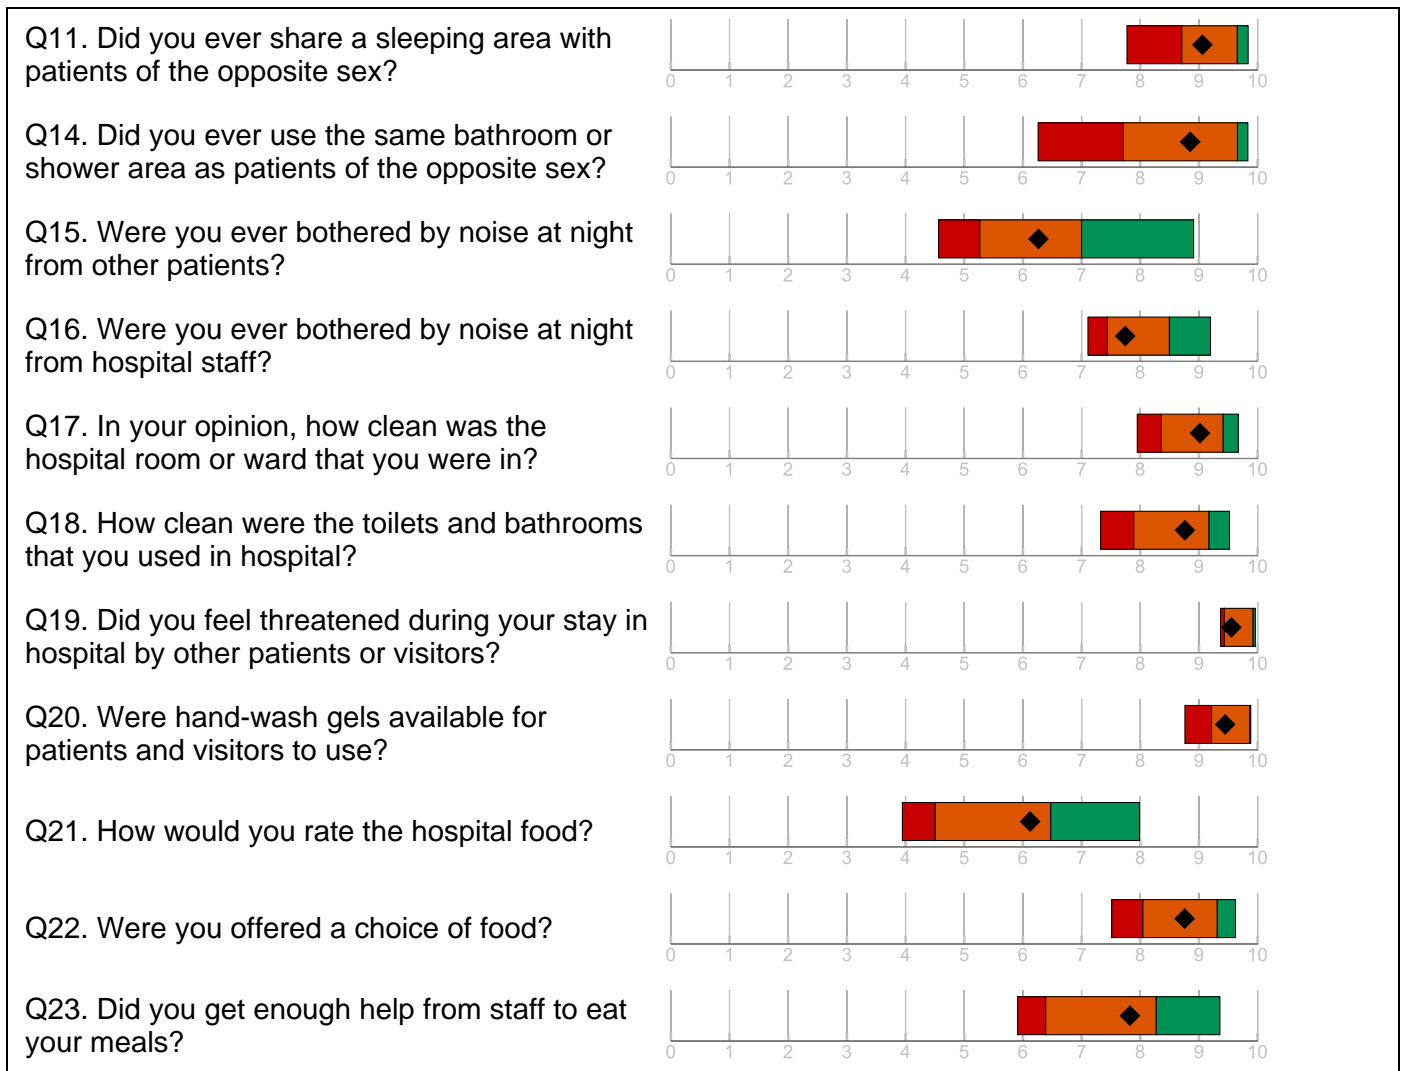 Q11. Did you ever share a sleeping area with
patients of the opposite sex?
0 1 2 3 4 5 6 7 8 9 10
Q14. Did you ever use the same bathroom or
shower area as patients of the opposite sex?
0 1 2 3 4 5 6 7 8 9 10
Q15. Were you ever bothered by noise at night
from other patients?
0 1 2 3 4 5 6 7 8 9 10
Q16. Were you ever bothered by noise at night
from hospital staff?
0 1 2 3 4 5 6 7 8 9 10
Q17. In your opinion, how clean was the
hospital room or ward that you were in?
0 1 2 3 4 5 6 7 8 9 10
Q18. How clean were the toilets and bathrooms
that you used in hospital?
0 1 2 3 4 5 6 7 8 9 10
Q19. Did you feel threatened during your stay in
hospital by other patients or visitors?
0 1 2 3 4 5 6 7 8 9 10
Q20. Were hand-wash gels available for
patients and visitors to use?
0 1 2 3 4 5 6 7 8 9 10
Q21. How would you rate the hospital food?
0 1 2 3 4 5 6 7 8 9 10
Q22. Were you offered a choice of food?
0 1 2 3 4 5 6 7 8 9 10
Q23. Did you get enough help from staff to eat
your meals?
0 1 2 3 4 5 6 7 8 9 10